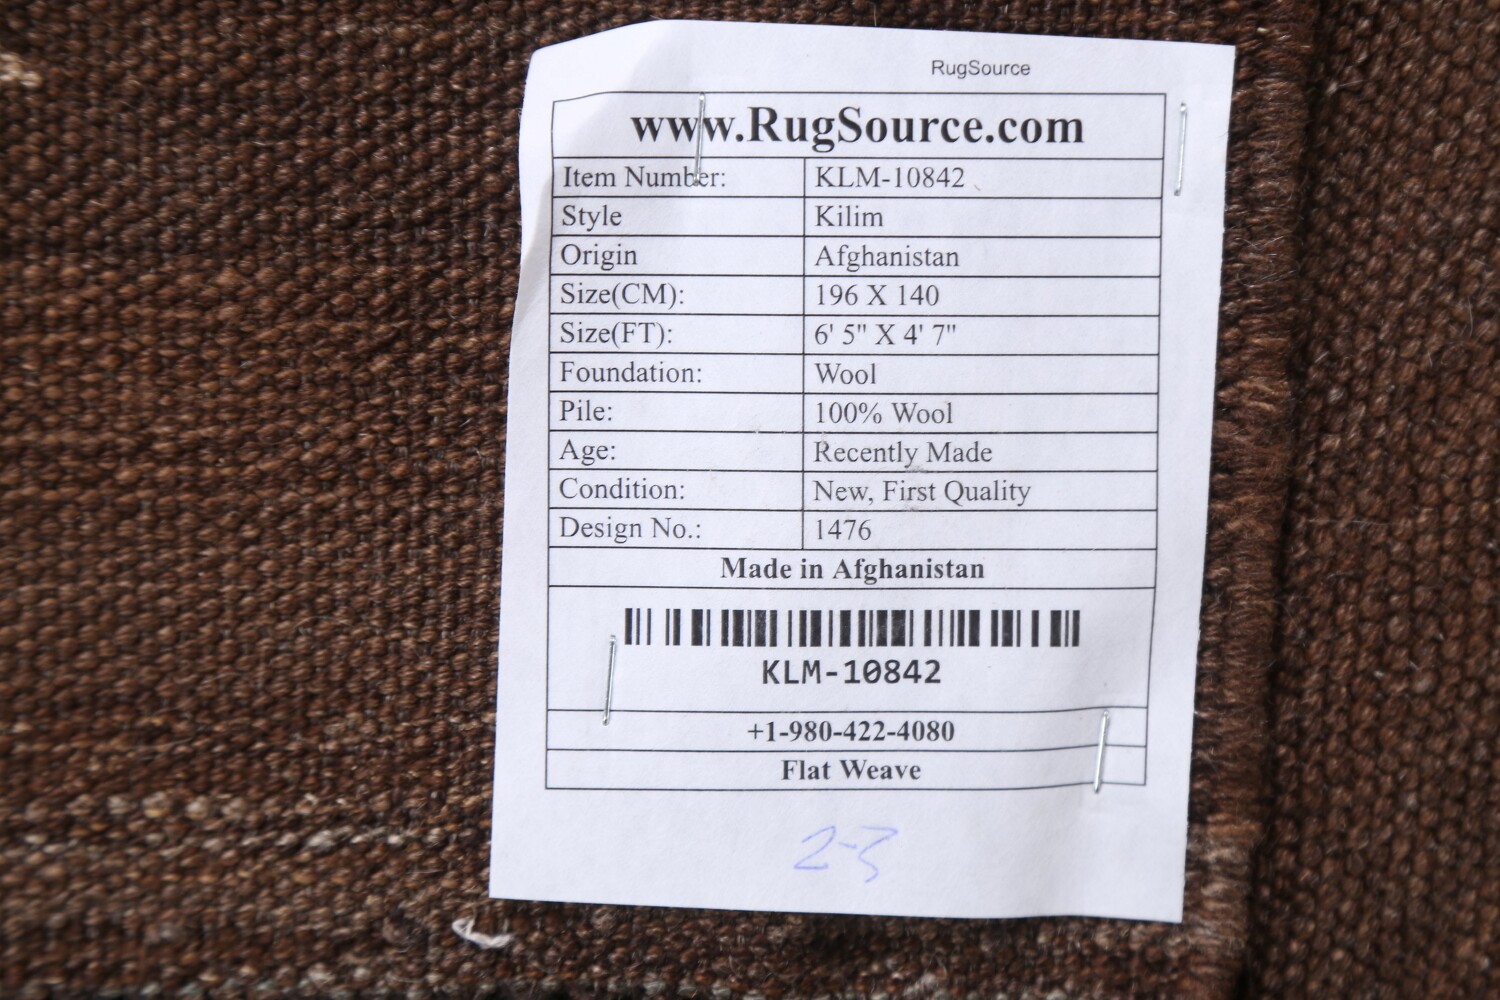 RugSource
www.RugSource.com
Item Number: KLM-10842
Style Kilim
Origin Afghanistan
Size(CM): 196 X 140
Size(FT): 6' 5" X 4' 7"
Foundation: Wool
Pile: 100% Wool
Age: Recently Made
Condition: New, First Quality
Design No.: 1476
Made in Afghanistan
KLM-10842
+1-980-422-4080
Flat Weave
2-3